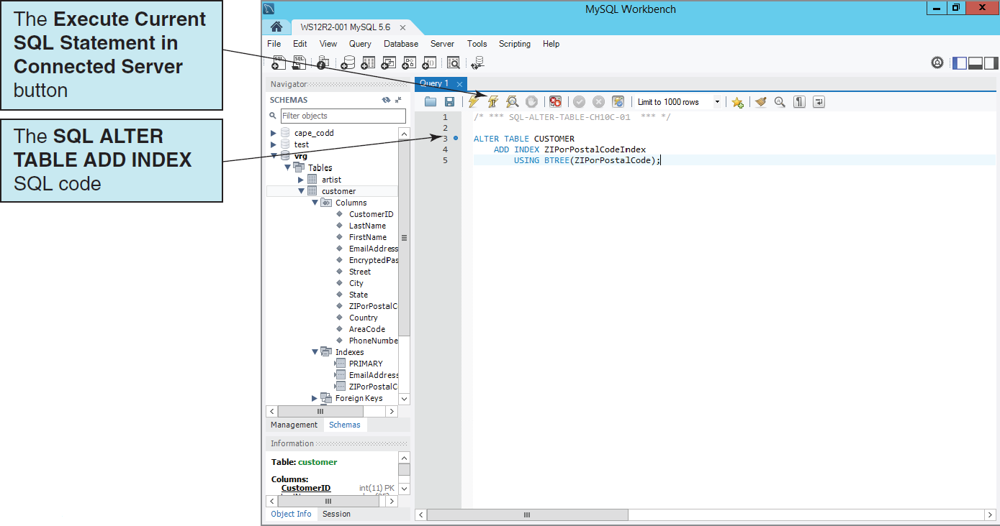 The Execute Current
SQL Statement in
Connected Server
button
The SQL ALTER
TABLE ADD INDEX
SQL code
MySQL Workbench
WS12R2-001 MySQL 5.6
File Edit View Query Database Server Tools Scripting Help
Navigator
SCHEMAS
Filter objects
cape_codd
test
vrg
Tables
artist
customer
Columns
CustomerID
LastName
FirstName
EmailAddress
EncryptedPas
Street
City
State
ZIPorPostalC
Country
AreaCode
PhoneNumbe
Indexes
PRIMARY
EmailAddress
ZIPorPostalC
Foreign Keys
Management Schemas
Information
Table: customer
Columns:
CustomerID int(11) PK
Object Info Session
Query 1
Limit to 1000 rows
1 /* *** SQL-ALTER-TABLE-CH10C-01 *** */
2
3 ALTER TABLE CUSTOMER
4 ADD INDEX ZIPorPostalCodeIndex
5 USING BTREE(ZIPorPostalCode);